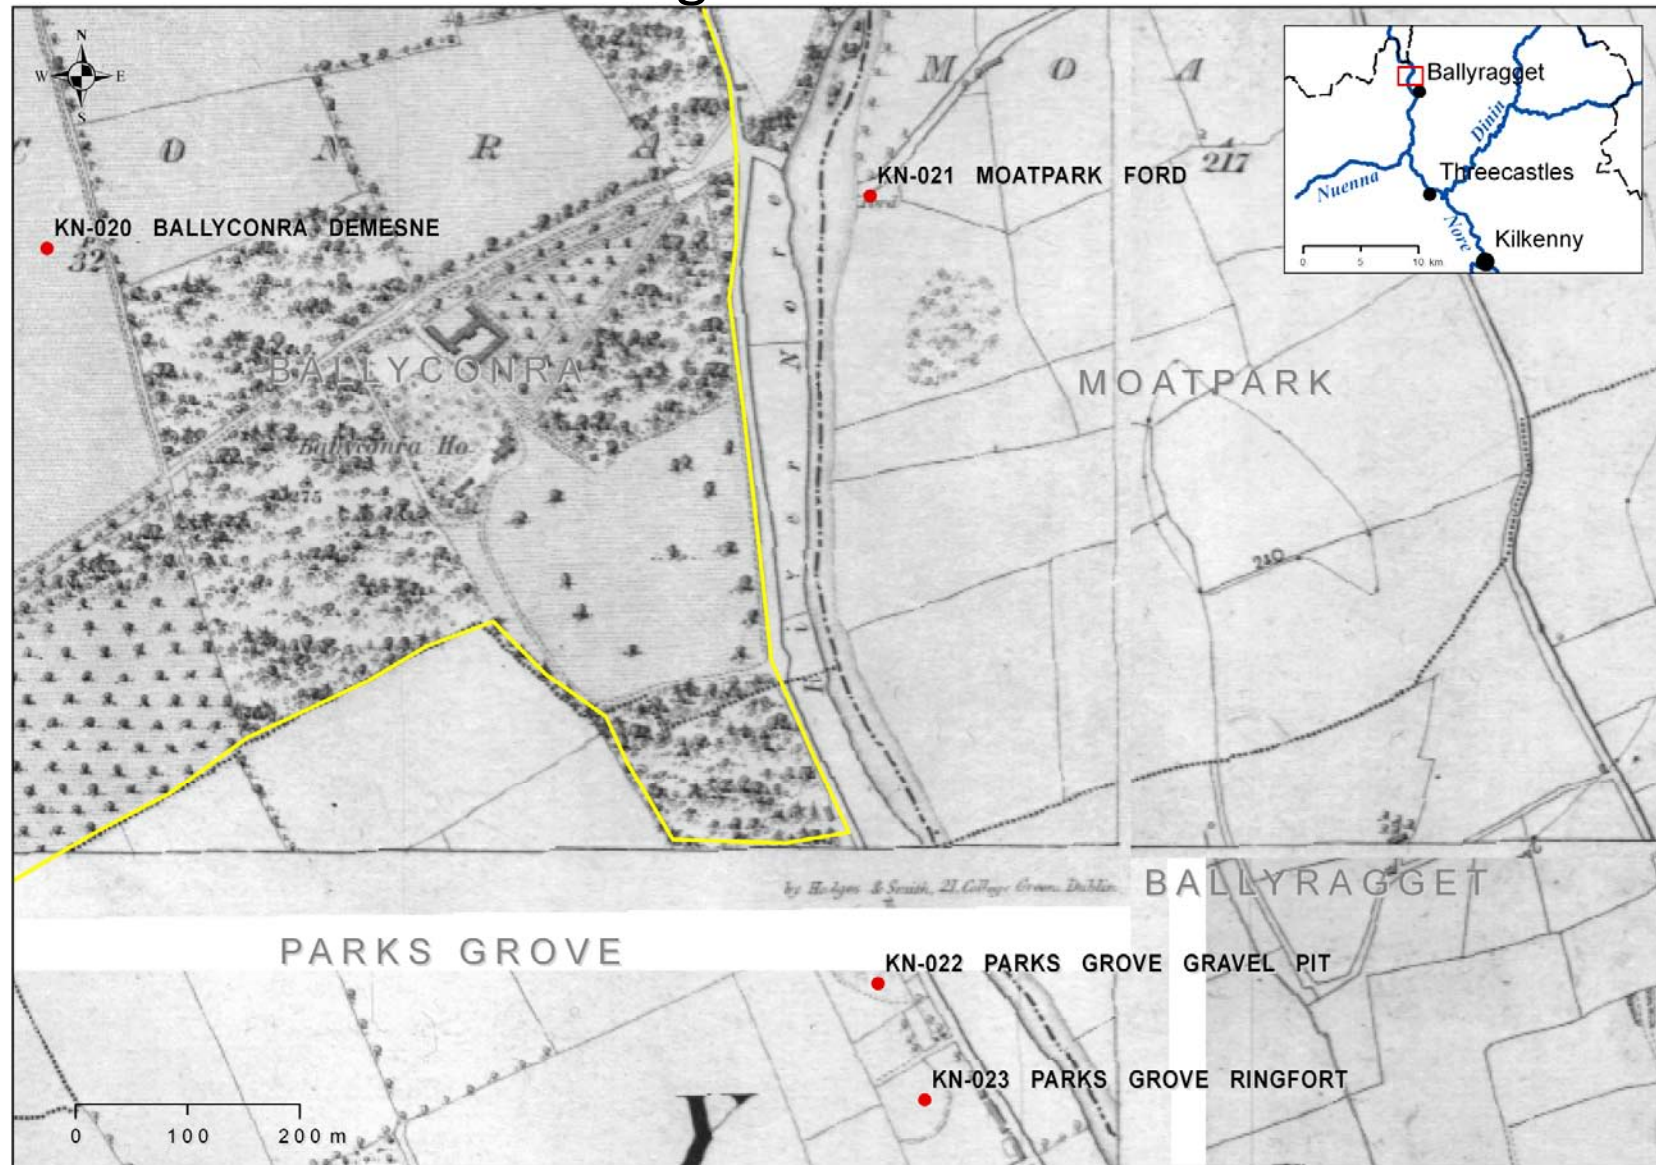 N
W E
S
M O A
C O N R A
217
KN-021 MOATPARK FORD
KN-020 BALLYCONRA DEMESNE
32
Ballyragget
Dinin
Threecastles
Nuenna
Nore
Kilkenny
0 5 10 km
BALLYCONRA
MOATPARK
Ballyconra Ho.
275
River Nore
210
by Hodges & Smith, 21, College Green, Dublin
BALLYRAGGET
PARKS GROVE
KN-022 PARKS GROVE GRAVEL PIT
KN-023 PARKS GROVE RINGFORT
0 100 200 m